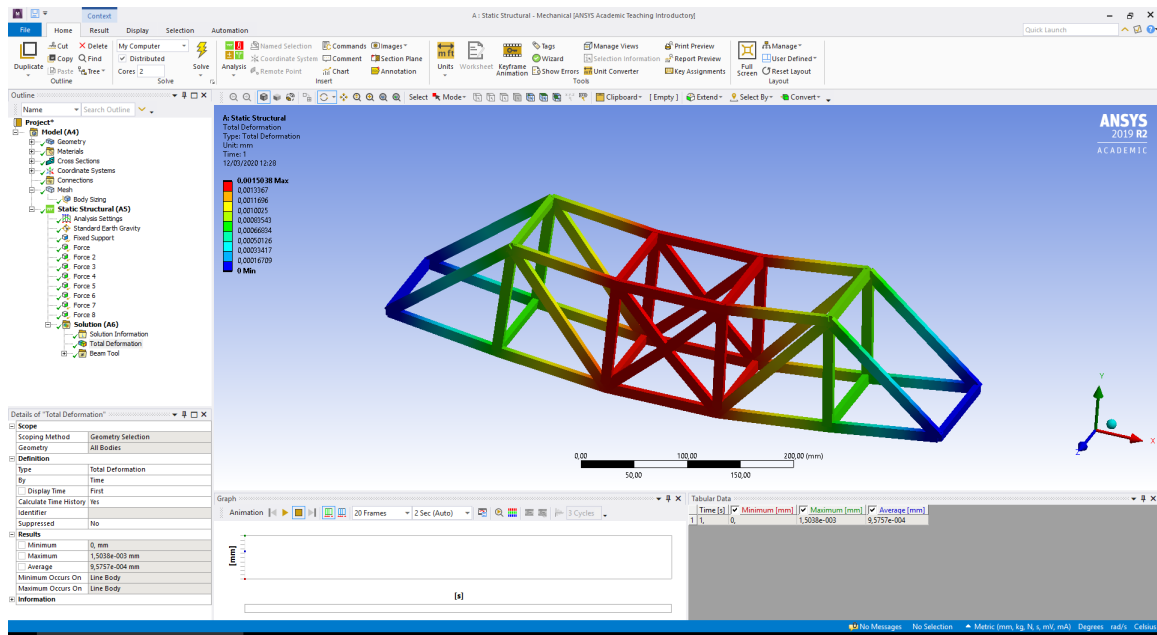 Context
A : Static Structural - Mechanical [ANSYS Academic Teaching Introductory]
File Home Result Display Selection Automation
Quick Launch
Duplicate
Cut Delete My Computer
Copy Find Distributed
Paste Tree Cores 2
Outline
Solve
Solve
Analysis
Named Selection Commands Images
Coordinate System Comment Section Plane
Remote Point Chart Annotation
Insert
Units Worksheet Keyframe Animation
Tags Manage Views Print Preview
Wizard Selection Information Report Preview
Show Errors Unit Converter Key Assignments
Tools
Full Screen
Manage
User Defined
Reset Layout
Layout
Outline
Name Search Outline
Select Mode Clipboard [ Empty ] Extend Select By Convert
Project*
Model (A4)
Geometry
Materials
Cross Sections
Coordinate Systems
Connections
Mesh
Body Sizing
Static Structural (A5)
Analysis Settings
Standard Earth Gravity
Fixed Support
Force
Force 2
Force 3
Force 4
Force 5
Force 6
Force 7
Force 8
Solution (A6)
Solution Information
Total Deformation
Beam Tool
A: Static Structural
Total Deformation
Type: Total Deformation
Unit: mm
Time: 1
12/03/2020 12:28
0,0015038 Max
0,0013367
0,0011696
0,0010025
0,00083543
0,00066834
0,00050126
0,00033417
0,00016709
0 Min
ANSYS
2019 R2
ACADEMIC
Y
X
Z
0,00 100,00 200,00 (mm)
50,00 150,00
Details of "Total Deformation"
Scope
Scoping Method Geometry Selection
Geometry All Bodies
Definition
Type Total Deformation
By Time
Display Time First
Calculate Time History Yes
Identifier
Suppressed No
Results
Minimum 0, mm
Maximum 1,5038e-003 mm
Average 9,5757e-004 mm
Minimum Occurs On Line Body
Maximum Occurs On Line Body
Information
Graph
Animation 20 Frames 2 Sec (Auto) 3 Cycles
[mm]
[s]
Tabular Data
Time [s] Minimum [mm] Maximum [mm] Average [mm]
1 1, 0, 1,5038e-003 9,5757e-004
No Messages No Selection Metric (mm, kg, N, s, mV, mA) Degrees rad/s Celsius